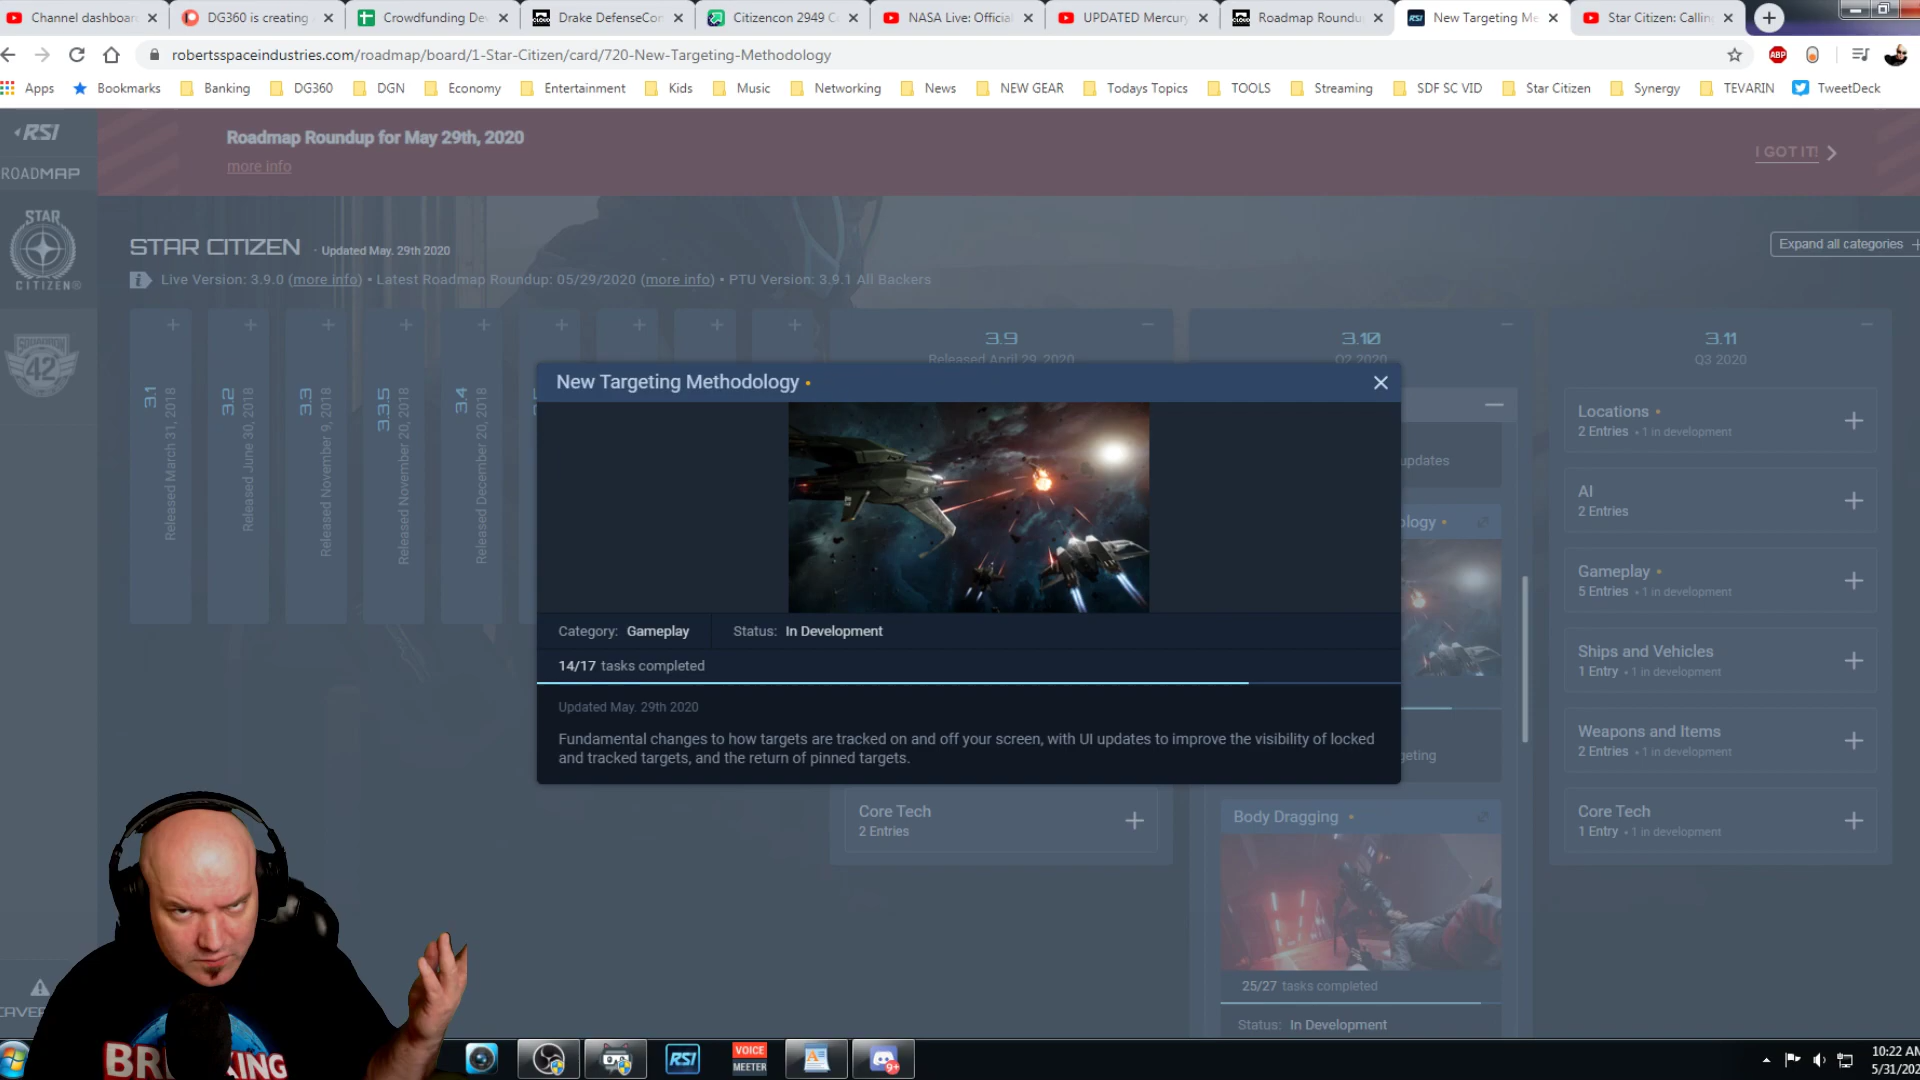 Channel dashboar
DG360 is creating
Crowdfunding De
Drake DefenseCon
Citizencon 2949 C
NASA Live: Official
UPDATED Mercury
Roadmap Roundu
New Targeting Me
Star Citizen: Callin
robertsspaceindustries.com/roadmap/board/1-Star-Citizen/card/720-New-Targeting-Methodology
ABP
Apps
Bookmarks
Banking
DG360
DGN
Economy
Entertainment
Kids
Music
Networking
News
NEW GEAR
Todays Topics
TOOLS
Streaming
SDF SC VID
Star Citizen
Synergy
TEVARIN
TweetDeck
RSI
ROADMAP
Roadmap Roundup for May 29th, 2020
more info
I GOT IT!
STAR CITIZEN®
42
STAR CITIZEN · Updated May. 29th 2020
Expand all categories +
Live Version: 3.9.0 (more info) • Latest Roadmap Roundup: 05/29/2020 (more info) • PTU Version: 3.9.1 All Backers
3.1
Released March 31, 2018
3.2
Released June 30, 2018
3.3
Released November 9, 2018
3.3.5
Released November 20, 2018
3.4
Released December 20, 2018
3.9
Released April 29, 2020
3.10
Q2 2020
3.11
Q3 2020
New Targeting Methodology •
Category: Gameplay
Status: In Development
14/17 tasks completed
Updated May. 29th 2020
Fundamental changes to how targets are tracked on and off your screen, with UI updates to improve the visibility of locked
and tracked targets, and the return of pinned targets.
updates
ology •
geting
Core Tech
2 Entries
Body Dragging •
25/27 tasks completed
Status: In Development
Locations •
2 Entries • 1 in development
AI
2 Entries
Gameplay •
5 Entries • 1 in development
Ships and Vehicles
1 Entry • 1 in development
Weapons and Items
2 Entries • 1 in development
Core Tech
1 Entry • 1 in development
RSI
VOICE
MEETER
9+
10:22 AM
5/31/202